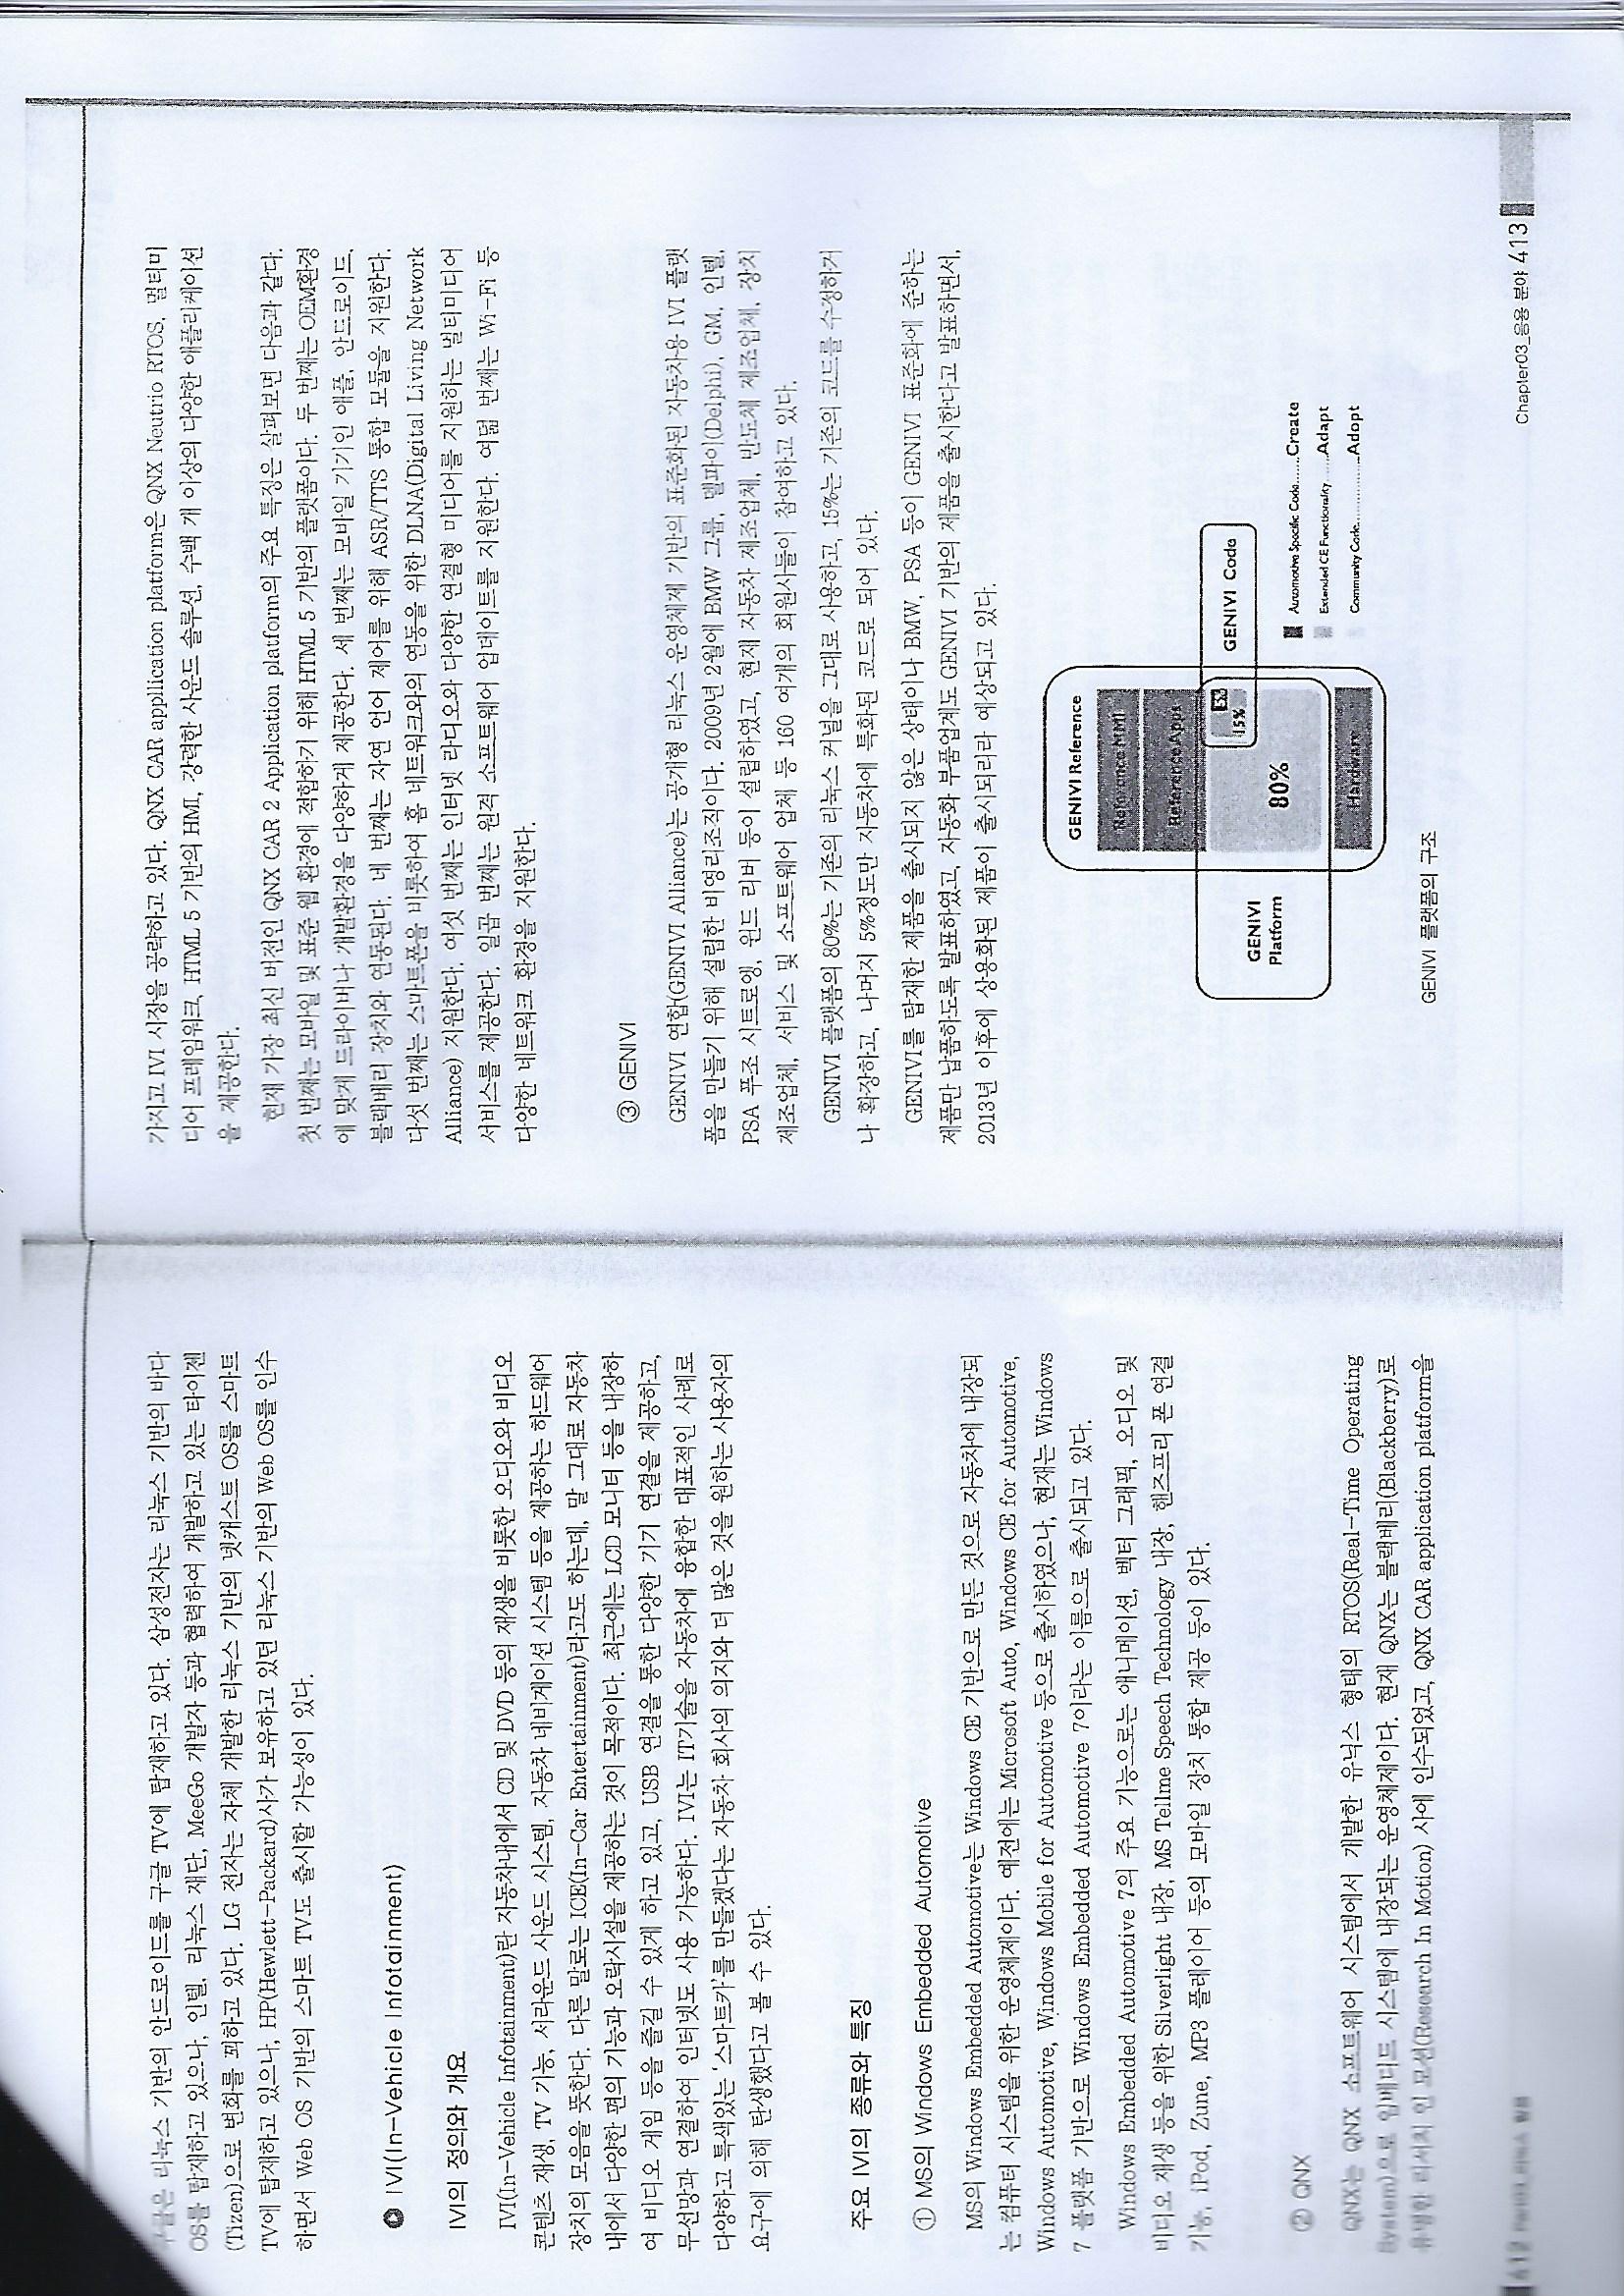 구글은 리눅스 기반의 안드로이드를 구글 TV에 탑재하고 있다. 삼성전자는 리눅스 기반의 바다
OS를 탑재하고 있으나, 인텔, 리눅스 재단, MeeGo 개발자 등과 협력하여 개발하고 있는 타이젠
(Tizen)으로 변화를 꾀하고 있다. LG 전자는 자체 개발한 리눅스 기반의 넷캐스트 OS를 스마트
TV에 탑재하고 있으나, HP(Hewlett-Packard)사가 보유하고 있던 리눅스 기반의 Web OS를 인수
하면서 Web OS 기반의 스마트 TV도 출시할 가능성이 있다.
IVI(In-Vehicle Infotainment)
IVI의 정의와 개요
IVI(In-Vehicle Infotainment)란 자동차내에서 CD 및 DVD 등의 재생을 비롯한 오디오와 비디오
콘텐츠 재생, TV 기능, 서라운드 사운드 시스템, 자동차 네비게이션 시스템 등을 제공하는 하드웨어
장치의 모음을 뜻한다. 다른 말로는 ICE(In-Car Entertainment)라고도 하는데, 말 그대로 자동차
내에서 다양한 편의 기능과 오락시설을 제공하는 것이 목적이다. 최근에는 LCD 모니터 등을 내장하
여 비디오 게임 등을 즐길 수 있게 하고 있고, USB 연결을 통한 다양한 기기 연결을 제공하고,
무선망과 연결하여 인터넷도 사용 가능하다. IVI는 IT기술을 자동차에 융합한 대표적인 사례로
다양하고 특색있는 '스마트카'를 만들겠다는 자동차 회사의 의지와 더 많은 것을 원하는 사용자의
요구에 의해 탄생했다고 볼 수 있다.
주요 IVI의 종류와 특징
① MS의 Windows Embedded Automotive
MS의 Windows Embedded Automotive는 Windows CE 기반으로 만든 것으로 자동차에 내장되
는 컴퓨터 시스템을 위한 운영체제이다. 예전에는 Microsoft Auto, Windows CE for Automotive,
Windows Automotive, Windows Mobile for Automotive 등으로 출시하였으나, 현재는 Windows
7 플랫폼 기반으로 Windows Embedded Automotive 7이라는 이름으로 출시되고 있다.
Windows Embedded Automotive 7의 주요 기능으로는 애니메이션, 벡터 그래픽, 오디오 및
비디오 재생 등을 위한 Silverlight 내장, MS Tellme Speech Technology 내장, 핸즈프리 폰 연결
기능, iPod, Zune, MP3 플레이어 등의 모바일 장치 통합 제공 등이 있다.
② QNX
QNX는 QNX 소프트웨어 시스템에서 개발한 유닉스 형태의 RTOS(Real-Time Operating
System)으로 임베디드 시스템에 내장되는 운영체제이다. 현재 QNX는 블랙베리(Blackberry)로
유명한 리서치 인 모션(Research In Motion) 사에 인수되었고, QNX CAR application platform을
612 Part03_리눅스 활용
가지고 IVI 시장을 공략하고 있다. QNX CAR appllication platform은 QNX Neutrio RTOS, 멀티미
디어 프레임워크, HTML 5 기반의 HMI, 강력한 사운드 솔루션, 수백 개 이상의 다양한 애플리케이션
을 제공한다.
현재 가장 최신 버전인 QNX CAR 2 Application platform의 주요 특징은 살펴보면 다음과 같다.
첫 번째는 모바일 및 표준 웹 환경에 적합하기 위해 HTML 5 기반의 플랫폼이다. 두 번째는 OEM환경
에 맞게 드라이버나 개발환경을 다양하게 제공한다. 세 번째는 모바일 기기인 애플, 안드로이드,
블랙베리 장치와 연동된다. 네 번째는 자연 언어 제어를 위해 ASR/TTS 통합 모듈을 지원한다.
다섯 번째는 스마트폰을 비롯하여 홈 네트워크와의 연동을 위한 DLNA(Digital Living Network
Alliance) 지원한다. 여섯 번째는 인터넷 라디오와 다양한 연결형 미디어를 지원하는 멀티미디어
서비스를 제공한다. 일곱 번째는 원격 소프트웨어 업데이트를 지원한다. 여덟 번째는 Wi-Fi 등
다양한 네트워크 환경을 지원한다.
③ GENIVI
GENIVI 연합(GENIVI Alliance)는 공개형 리눅스 운영체제 기반의 표준화된 자동차용 IVI 플랫
폼을 만들기 위해 설립한 비영리조직이다. 2009년 2월에 BMW 그룹, 델파이(Delphi), GM, 인텔,
PSA 푸조 시트로엥, 윈드 리버 등이 설립하였고, 현재 자동차 제조업체, 반도체 제조업체, 장치
제조업체, 서비스 및 소프트웨어 업체 등 160 여개의 회원사들이 참여하고 있다.
GENIVI 플랫폼의 80%는 기존의 리눅스 커널을 그대로 사용하고, 15%는 기존의 코드를 수정하거
나 확장하고, 나머지 5%정도만 자동차에 특화된 코드로 되어 있다.
GENIVI를 탑재한 제품을 출시되지 않은 상태이나 BMW, PSA 등이 GENIVI 표준화에 준하는
제품만 납품하도록 발표하였고, 자동화 부품업계도 GENIVI 기반의 제품을 출시한다고 발표하면서,
2013년 이후에 상용화된 제품이 출시되리라 예상되고 있다.
GENIVI Reference
Reference MMI
Reference Apps
5%
15%
GENIVI Code
GENIVI
Platform
80%
Automotive Specific Code......Create
Extended CE Functionality......Adapt
Community Code...............Adopt
Hardware
GENIVI 플랫폼의 구조
Chapter03_응용 분야 413